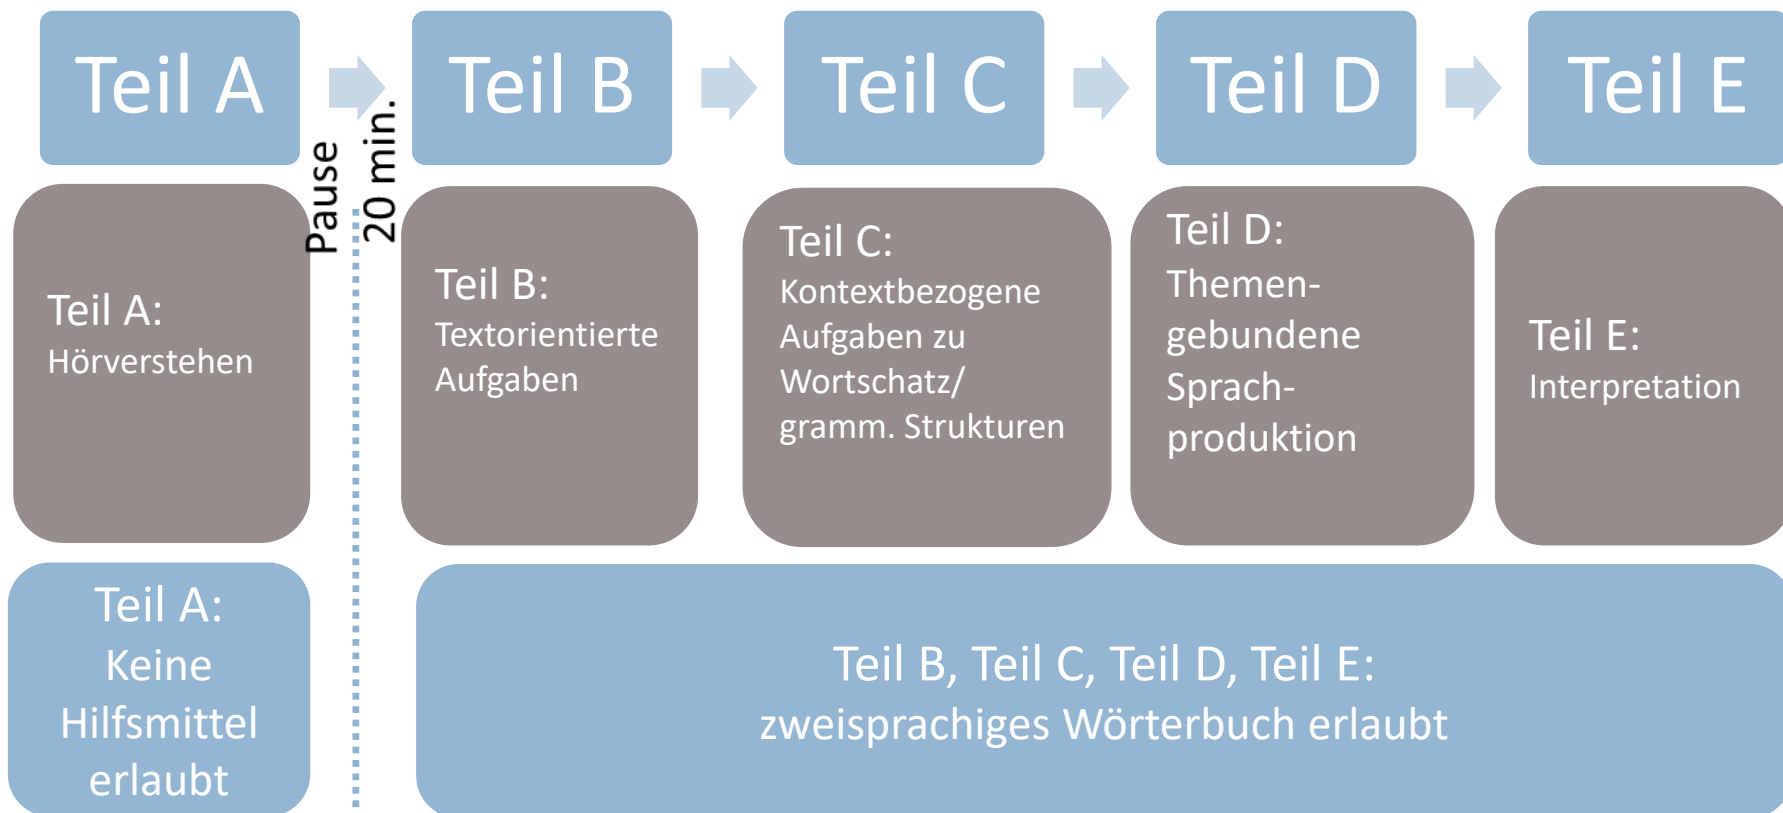 Teil A
Pause
20 min.
Teil B
Teil C
Teil D
Teil E
Teil A:
Hörverstehen
Teil B:
Textorientierte
Aufgaben
Teil C:
Kontextbezogene
Aufgaben zu
Wortschatz/
gramm. Strukturen
Teil D:
Themen-
gebundene
Sprach-
produktion
Teil E:
Interpretation
Teil A:
Keine
Hilfsmittel
erlaubt
Teil B, Teil C, Teil D, Teil E:
zweisprachiges Wörterbuch erlaubt